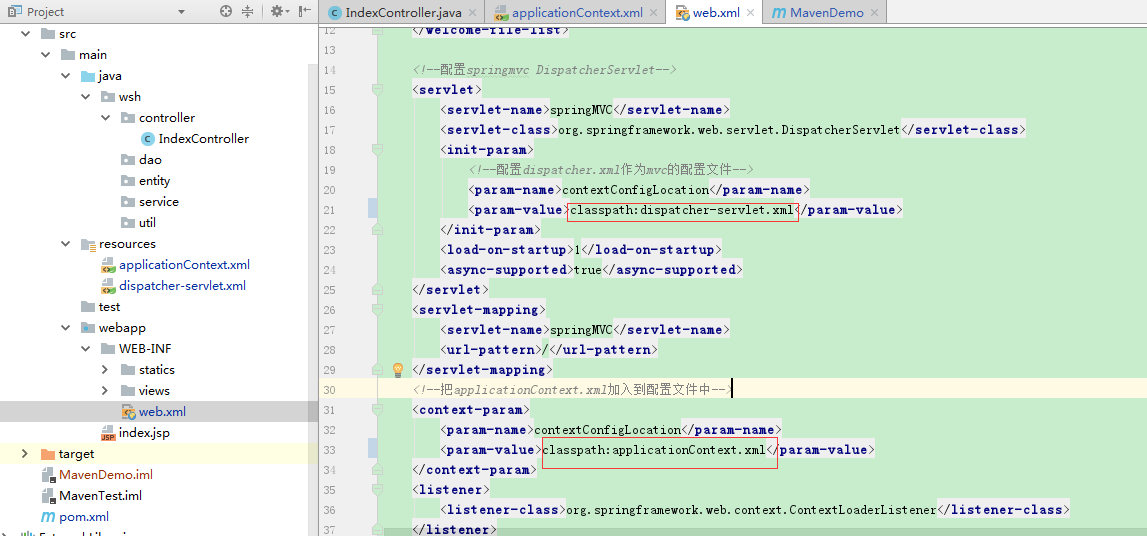 Project
IndexController.java
applicationContext.xml
web.xml
MavenDemo
src
main
java
wsh
controller
IndexController
dao
entity
service
util
resources
applicationContext.xml
dispatcher-servlet.xml
test
webapp
WEB-INF
statics
views
web.xml
index.jsp
target
MavenDemo.iml
MavenTest.iml
pom.xml
12 </welcome-file-list>
13
14 <!--配置springmvc DispatcherServlet-->
15 <servlet>
16 <servlet-name>springMVC</servlet-name>
17 <servlet-class>org.springframework.web.servlet.DispatcherServlet</servlet-class>
18 <init-param>
19 <!--配置dispatcher.xml作为mvc的配置文件-->
20 <param-name>contextConfigLocation</param-name>
21 <param-value>classpath:dispatcher-servlet.xml</param-value>
22 </init-param>
23 <load-on-startup>1</load-on-startup>
24 <async-supported>true</async-supported>
25 </servlet>
26 <servlet-mapping>
27 <servlet-name>springMVC</servlet-name>
28 <url-pattern>/</url-pattern>
29 </servlet-mapping>
30 <!--把applicationContext.xml加入到配置文件中-->
31 <context-param>
32 <param-name>contextConfigLocation</param-name>
33 <param-value>classpath:applicationContext.xml</param-value>
34 </context-param>
35 <listener>
36 <listener-class>org.springframework.web.context.ContextLoaderListener</listener-class>
37 </listener>